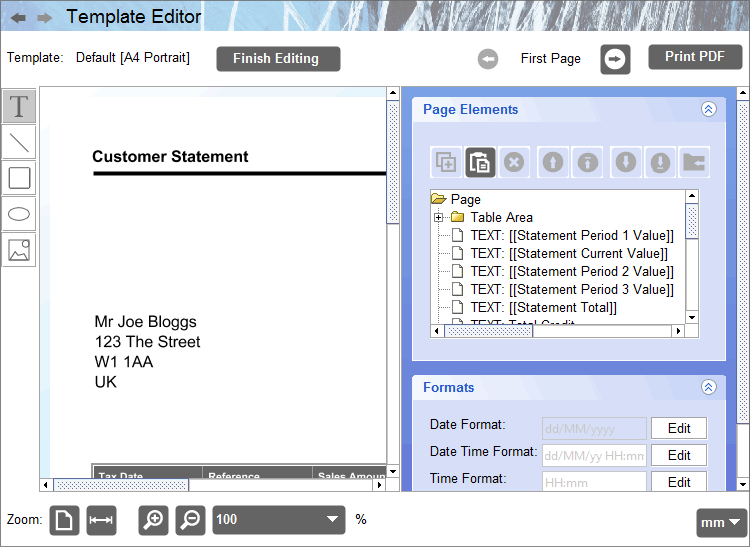 Template Editor
Template: Default [A4 Portrait] Finish Editing First Page Print PDF
T
Customer Statement
Mr Joe Bloggs
123 The Street
W1 1AA
UK
Tax Date Reference Sales Amoun
Page Elements
Page
Table Area
TEXT: [[Statement Period 1 Value]]
TEXT: [[Statement Current Value]]
TEXT: [[Statement Period 2 Value]]
TEXT: [[Statement Period 3 Value]]
TEXT: [[Statement Total]]
TEXT: Total Credit
Formats
Date Format: dd/MM/yyyy Edit
Date Time Format: dd/MM/yy HH:mm Edit
Time Format: HH:mm Edit
Zoom: 100 % mm